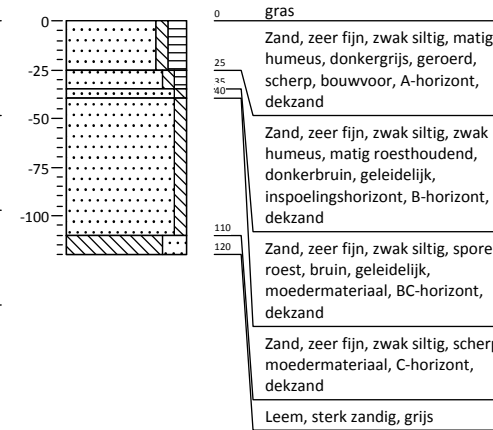 0
-25
-50
-75
-100
0
25
35
40
110
120
gras
Zand, zeer fijn, zwak siltig, matig
humeus, donkergrijs, geroerd,
scherp, bouwvoor, A-horizont,
dekzand
Zand, zeer fijn, zwak siltig, zwak
humeus, matig roesthoudend,
donkerbruin, geleidelijk,
inspoelingshorizont, B-horizont,
dekzand
Zand, zeer fijn, zwak siltig, spore
roest, bruin, geleidelijk,
moedermateriaal, BC-horizont,
dekzand
Zand, zeer fijn, zwak siltig, scherp
moedermateriaal, C-horizont,
dekzand
Leem, sterk zandig, grijs